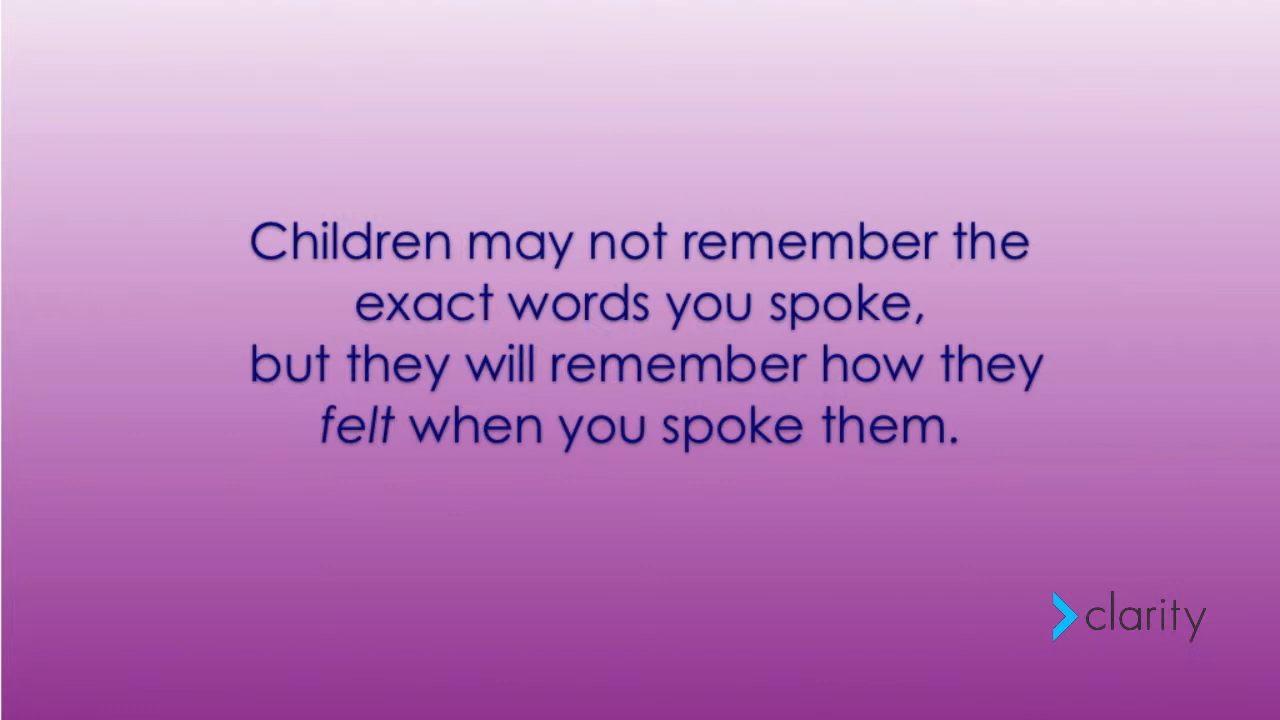 Children may not remember the
exact words you spoke,
but they will remember how they
felt when you spoke them.
clarity